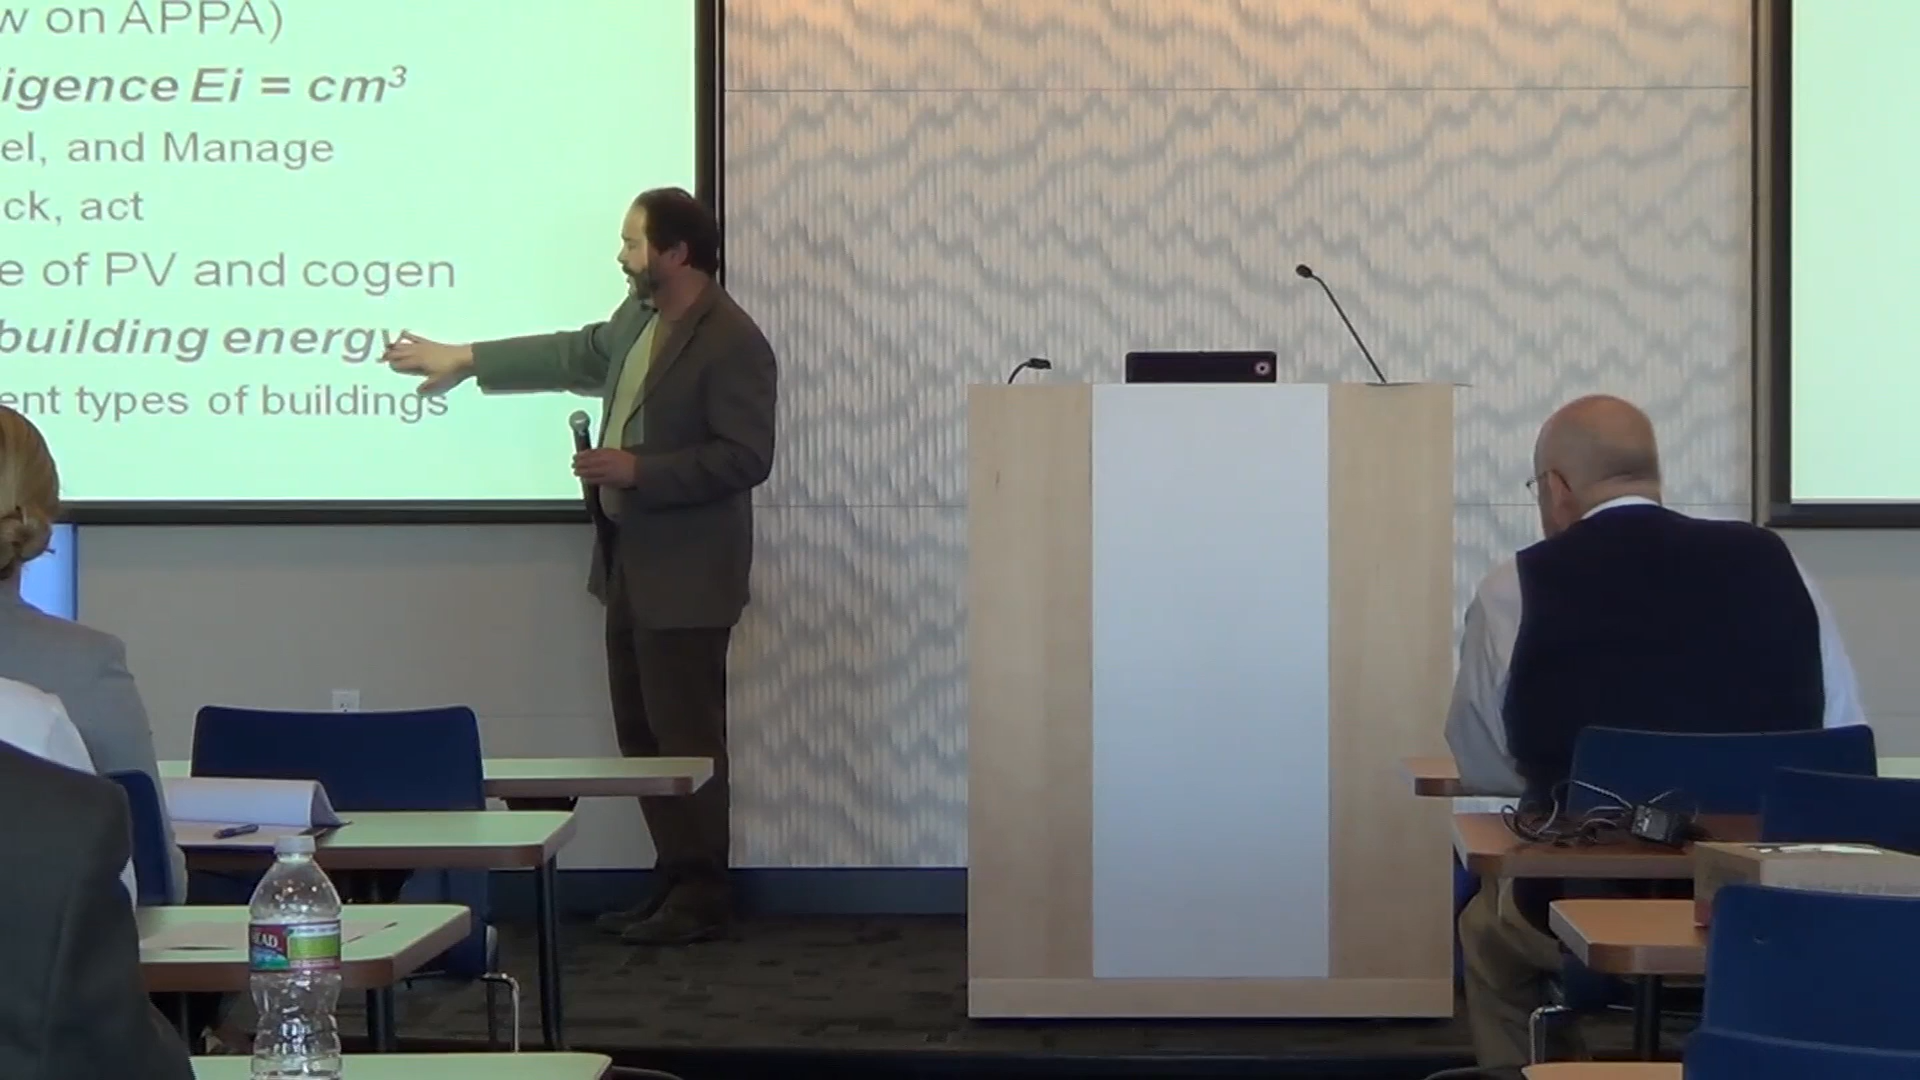 w on APPA)
igence Ei = cm³
el, and Manage
ck, act
e of PV and cogen
building energy
ent types of buildings
EAD